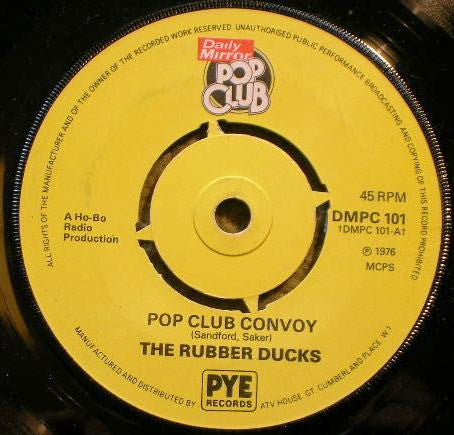 ALL RIGHTS OF THE MANUFACTURER AND OF THE OWNER OF THE RECORDED WORK RESERVED UNAUTHORISED PUBLIC PERFORMANCE BROADCASTING AND COPYING OF THIS RECORD PROHIBITED
Daily
Mirror
POP
CLUB
45 RPM
DMPC 101
1DMPC 101-A1
℗ 1976
MCPS
A Ho-Bo
Radio
Production
POP CLUB CONVOY
(Sandford, Saker)
THE RUBBER DUCKS
PYE
RECORDS
MANUFACTURED AND DISTRIBUTED BY
ATV HOUSE GT. CUMBERLAND PLACE W.1